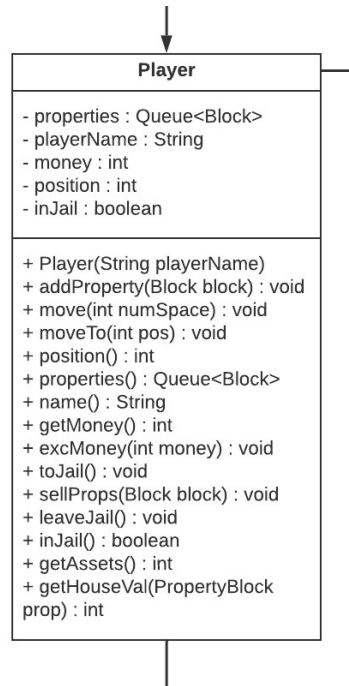 Player
- properties : Queue<Block>
- playerName : String
- money : int
- position : int
- inJail : boolean
+ Player(String playerName)
+ addProperty(Block block) : void
+ move(int numSpace) : void
+ moveTo(int pos) : void
+ position() : int
+ properties() : Queue<Block>
+ name() : String
+ getMoney() : int
+ excMoney(int money) : void
+ toJail() : void
+ sellProps(Block block) : void
+ leaveJail() : void
+ inJail() : boolean
+ getAssets() : int
+ getHouseVal(PropertyBlock
prop) : int